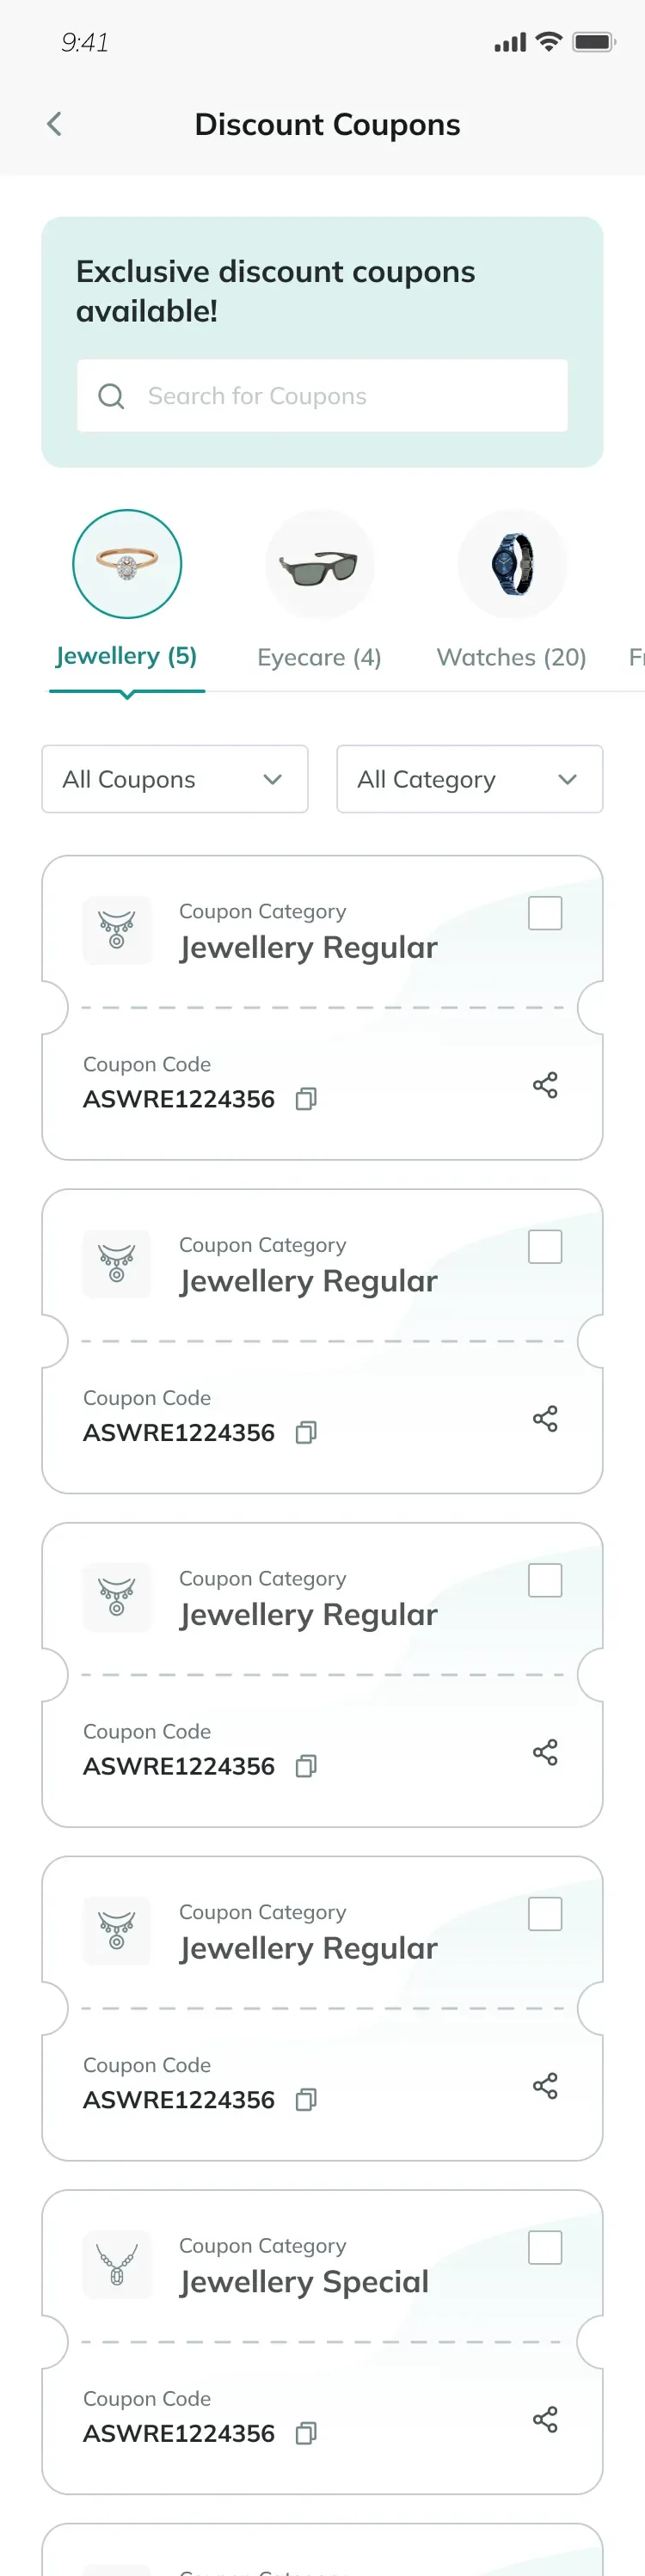 9:41
Discount Coupons
Exclusive discount coupons
available!
Search for Coupons
Jewellery (5)
Eyecare (4)
Watches (20)
All Coupons
All Category
Coupon Category
Jewellery Regular
Coupon Code
ASWRE1224356
Coupon Category
Jewellery Regular
Coupon Code
ASWRE1224356
Coupon Category
Jewellery Regular
Coupon Code
ASWRE1224356
Coupon Category
Jewellery Regular
Coupon Code
ASWRE1224356
Coupon Category
Jewellery Special
Coupon Code
ASWRE1224356